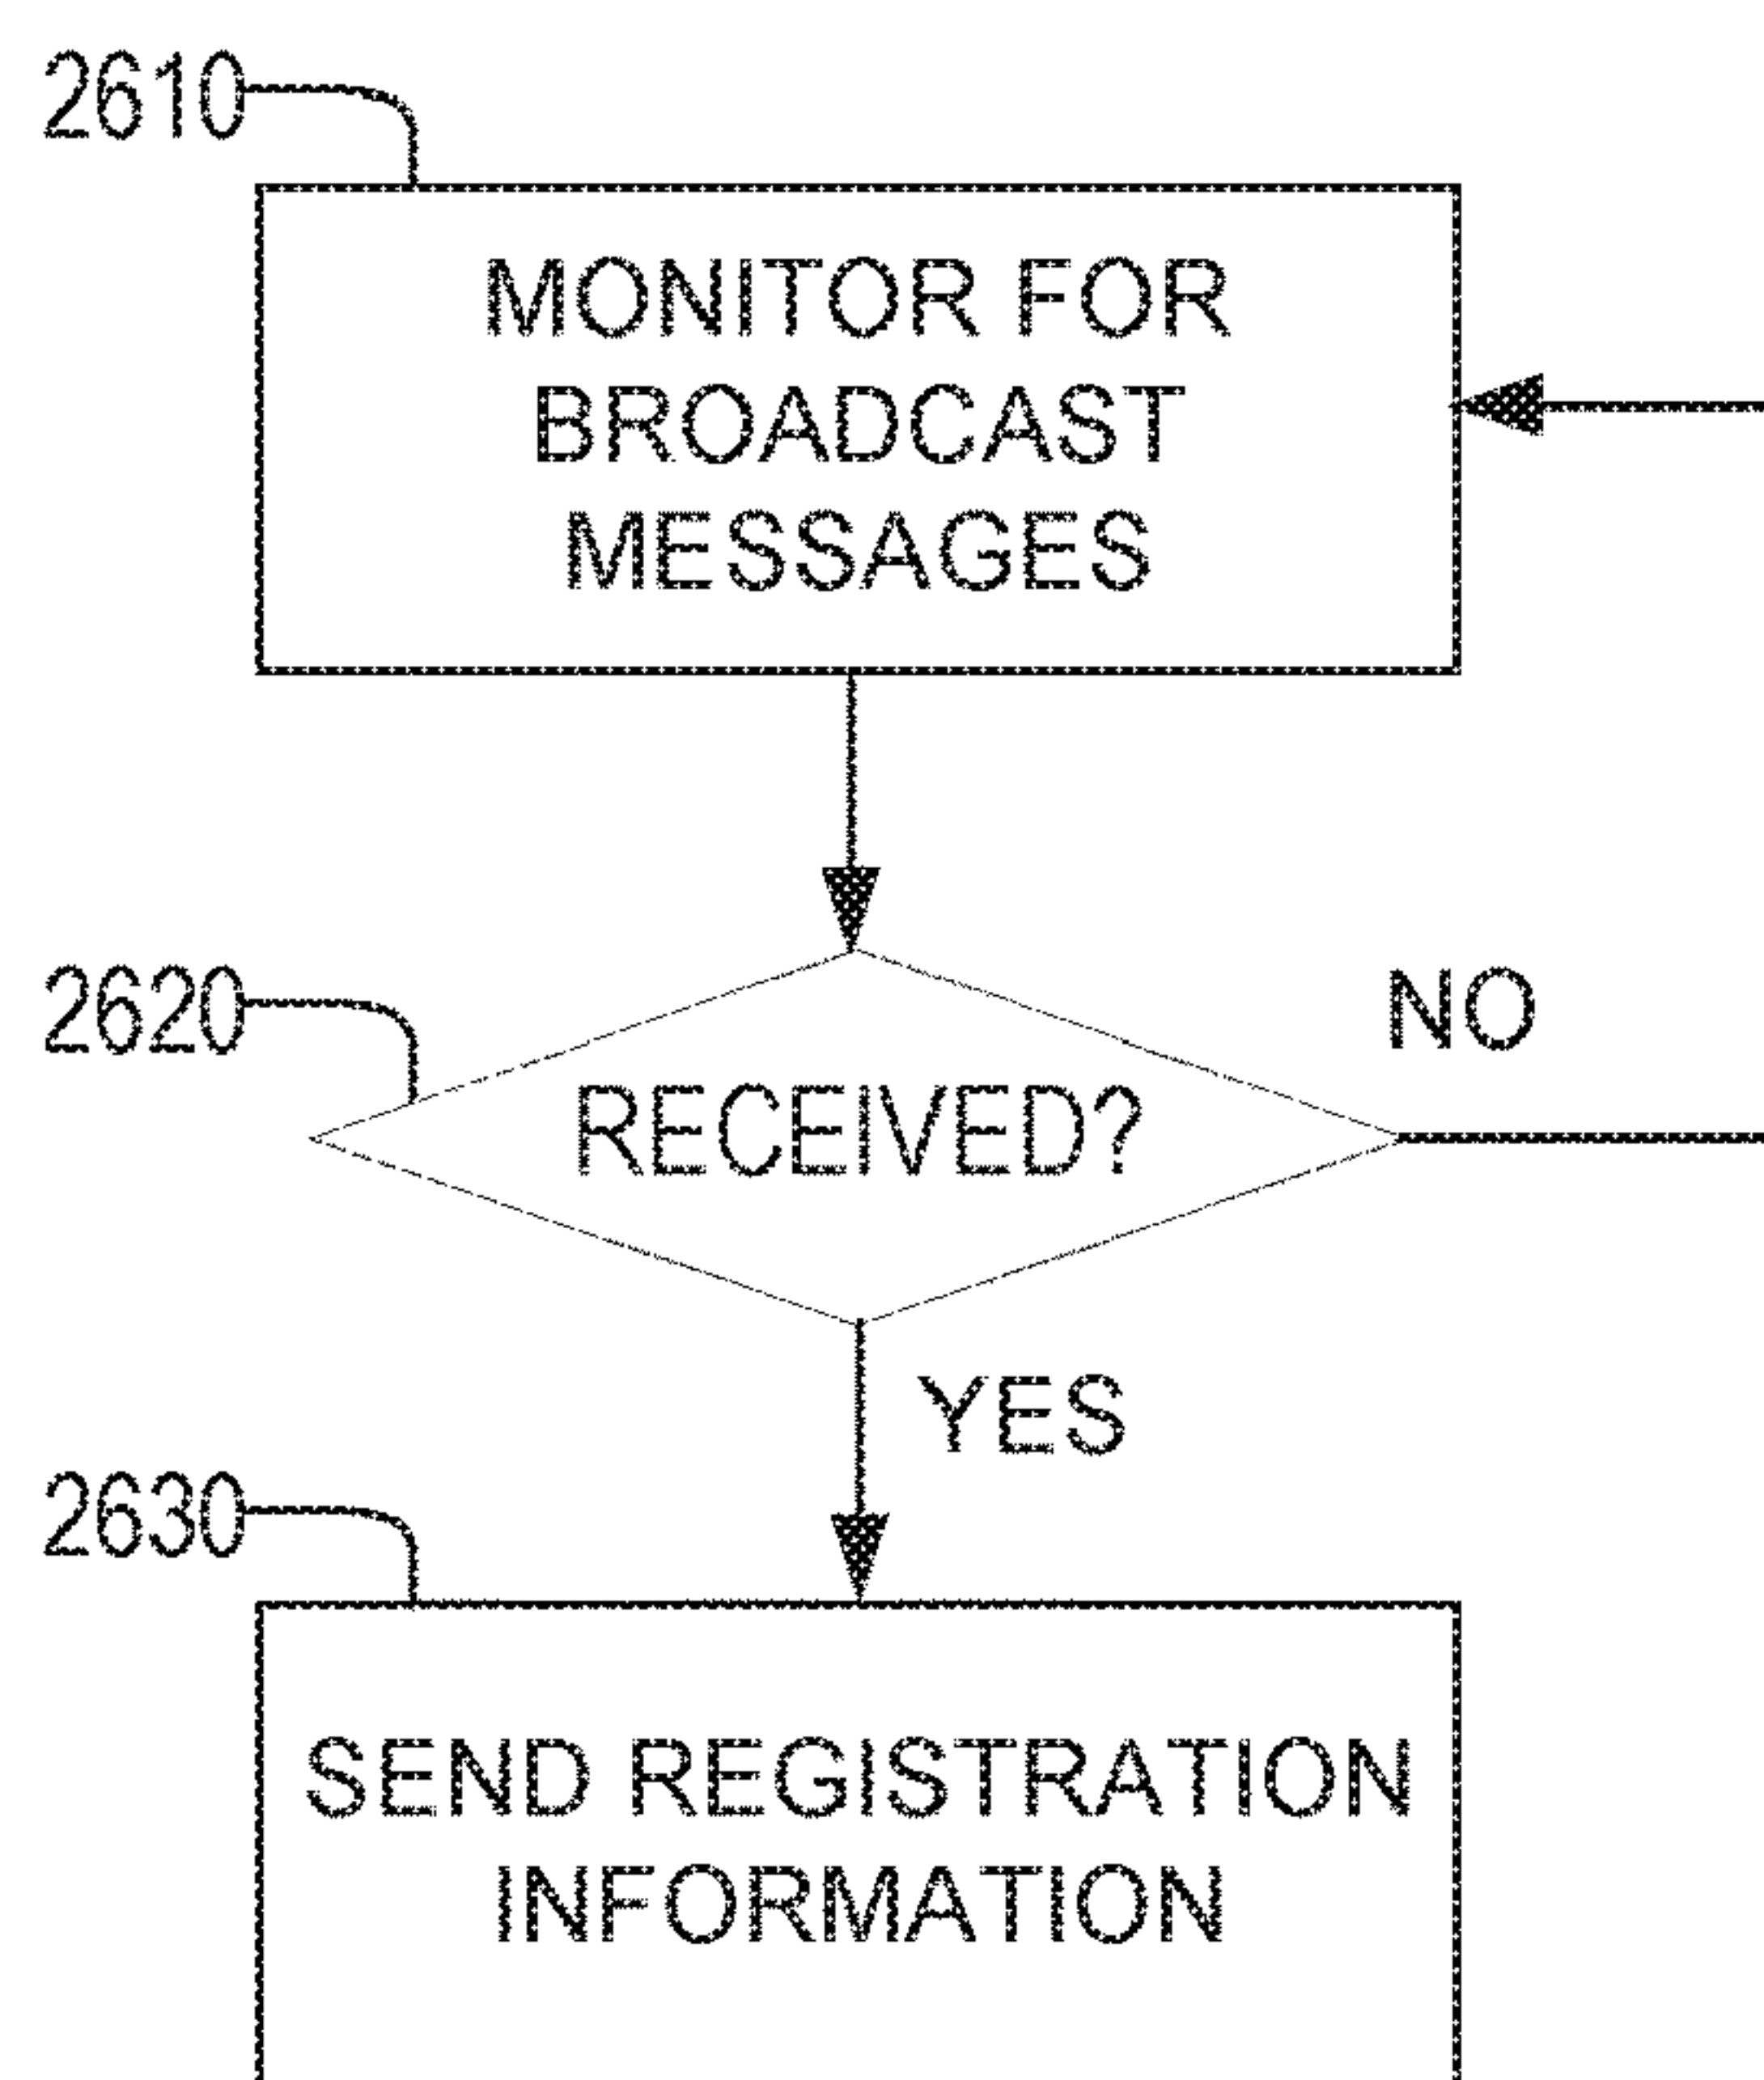 2610
MONITOR FOR
BROADCAST
MESSAGES
2620
NO
RECEIVED?
YES
2630
SEND REGISTRATION
INFORMATION